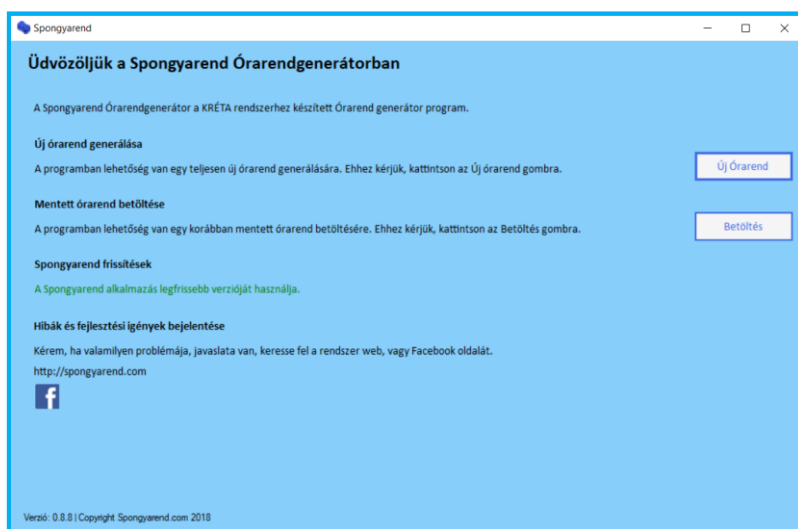 Spongyarend
Üdvözöljük a Spongyarend Órarendgenerátorban
A Spongyarend Órarendgenerátor a KRÉTA rendszerhez készített Órarend generátor program.
Új órarend generálása
A programban lehetőség van egy teljesen új órarend generálására. Ehhez kérjük, kattintson az Új órarend gombra.
Új Órarend
Mentett órarend betöltése
A programban lehetőség van egy korábban mentett órarend betöltésére. Ehhez kérjük, kattintson az Betöltés gombra.
Betöltés
Spongyarend frissítések
A Spongyarend alkalmazás legfrissebb verzióját használja.
Hibák és fejlesztési igények bejelentése
Kérem, ha valamilyen problémája, javaslata van, keresse fel a rendszer web, vagy Facebook oldalát.
http://spongyarend.com
Verzió: 0.8.8 | Copyright Spongyarend.com 2018